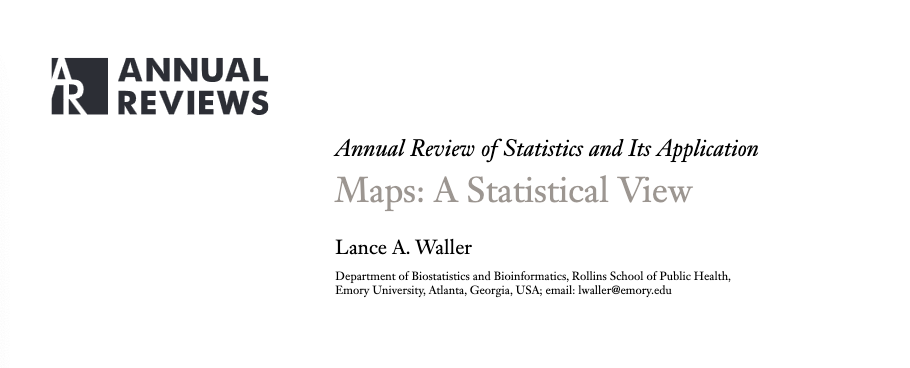 AR ANNUAL
REVIEWS
Annual Review of Statistics and Its Application
Maps: A Statistical View
Lance A. Waller
Department of Biostatistics and Bioinformatics, Rollins School of Public Health,
Emory University, Atlanta, Georgia, USA; email: lwaller@emory.edu